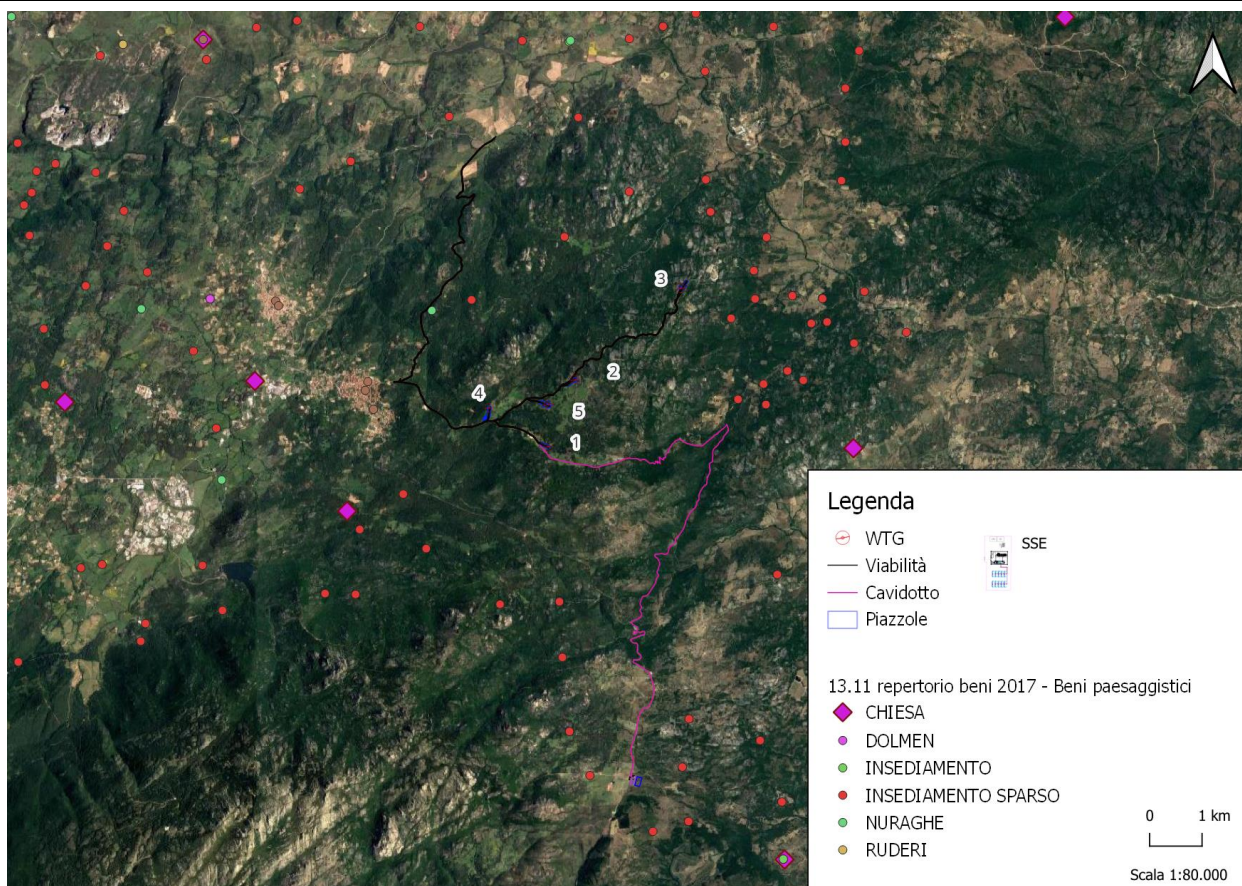 3
2
4
5
1
Legenda
WTG
SSE
Viabilità
Cavidotto
Piazzole
13.11 repertorio beni 2017 - Beni paesaggistici
CHIESA
DOLMEN
INSEDIAMENTO
INSEDIAMENTO SPARSO
NURAGHE
RUDERI
0 1 km
Scala 1:80.000